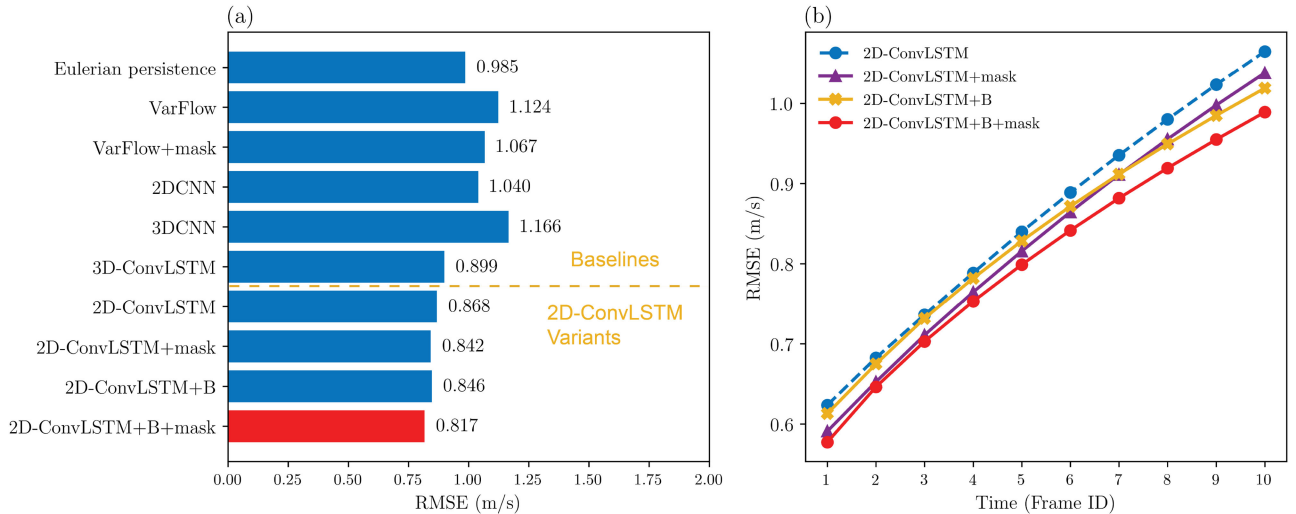 (a)
Eulerian persistence
0.985
VarFlow
1.124
VarFlow+mask
1.067
2DCNN
1.040
3DCNN
1.166
3D-ConvLSTM
0.899
Baselines
2D-ConvLSTM
0.868
2D-ConvLSTM
Variants
2D-ConvLSTM+mask
0.842
2D-ConvLSTM+B
0.846
2D-ConvLSTM+B+mask
0.817
0.00 0.25 0.50 0.75 1.00 1.25 1.50 1.75 2.00
RMSE (m/s)
(b)
2D-ConvLSTM
2D-ConvLSTM+mask
2D-ConvLSTM+B
2D-ConvLSTM+B+mask
RMSE (m/s)
1.0
0.9
0.8
0.7
0.6
1 2 3 4 5 6 7 8 9 10
Time (Frame ID)